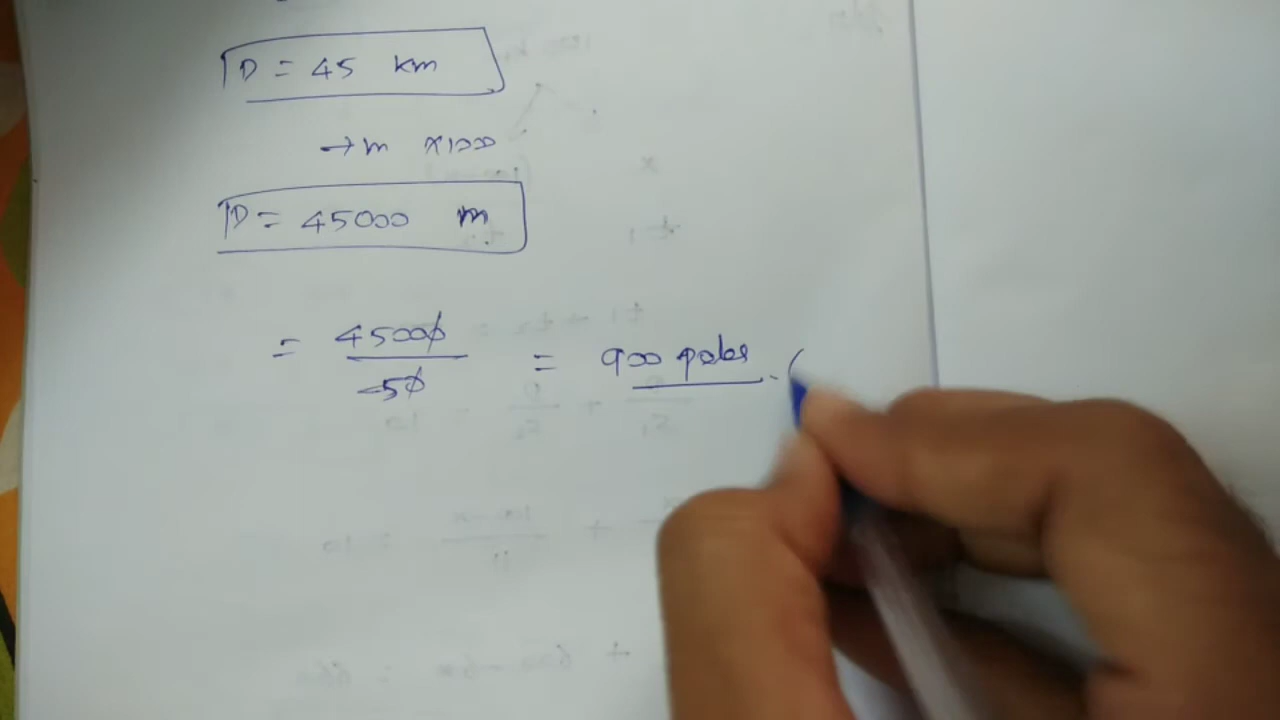 D = 45 km
→ m ×1000
D = 45000 m
= 45000/50 = 900 poles. (